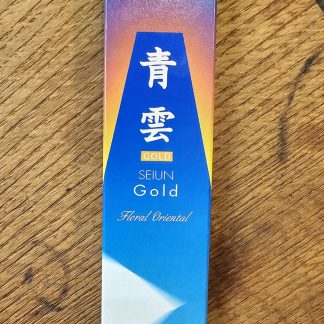 青
雲
GOLD
SEIUN
Gold
Floral Oriental